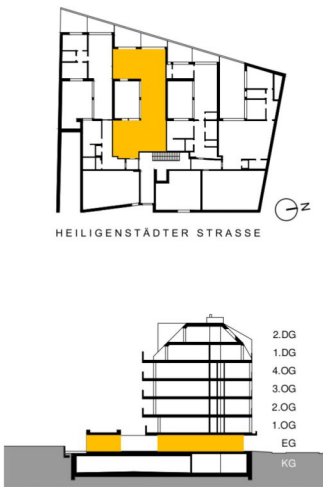 N
HEILIGENSTÄDTER STRASSE
2.DG
1.DG
4.OG
3.OG
2.OG
1.OG
EG
KG